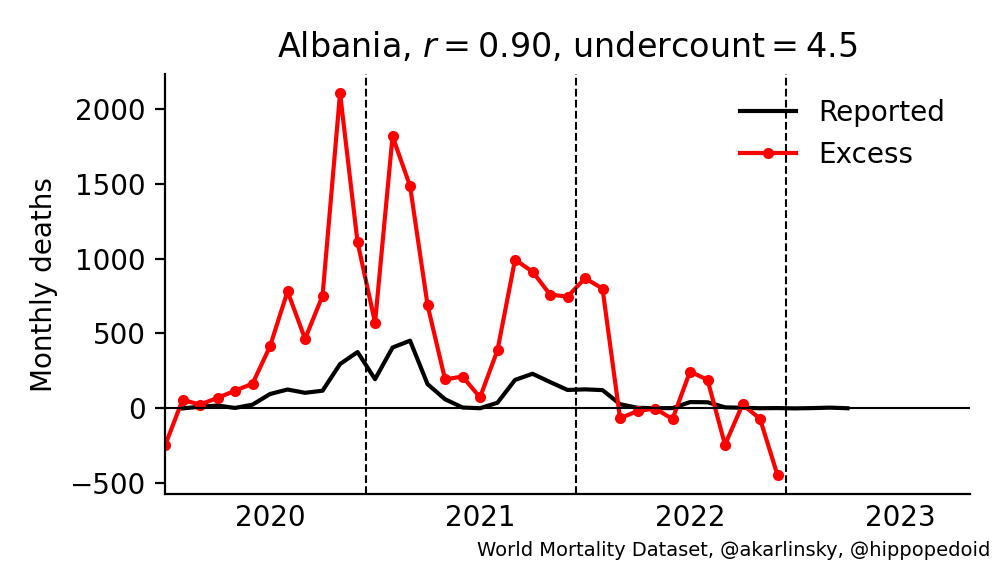 Albania, r = 0.90, undercount = 4.5
Monthly deaths
2000
1500
1000
500
0
−500
Reported
Excess
2020 2021 2022 2023
World Mortality Dataset, @akarlinsky, @hippopedoid